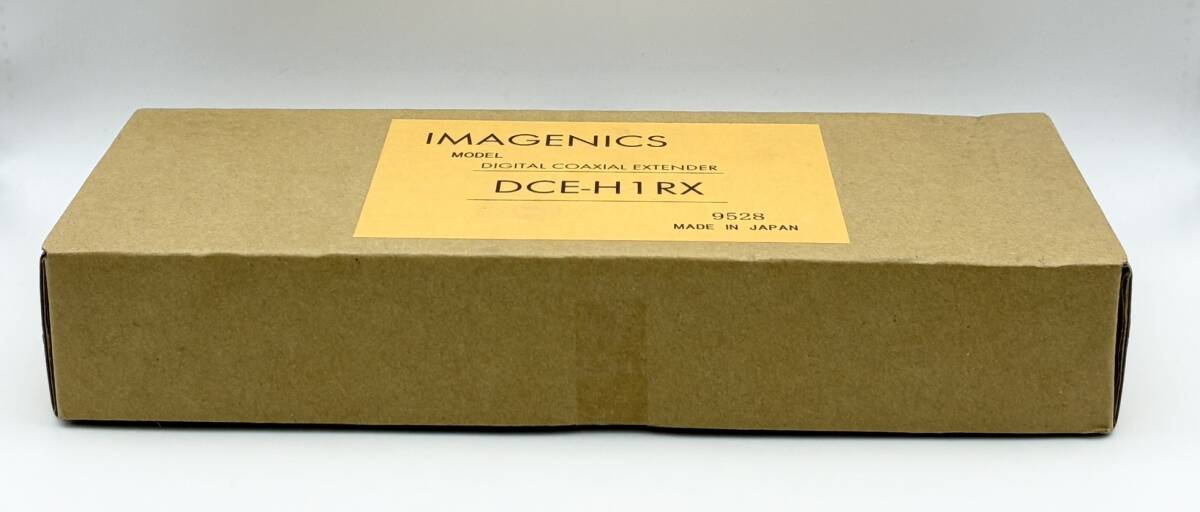 IMAGENICS
MODEL
DIGITAL COAXIAL EXTENDER
DCE-H1RX
9528
MADE IN JAPAN